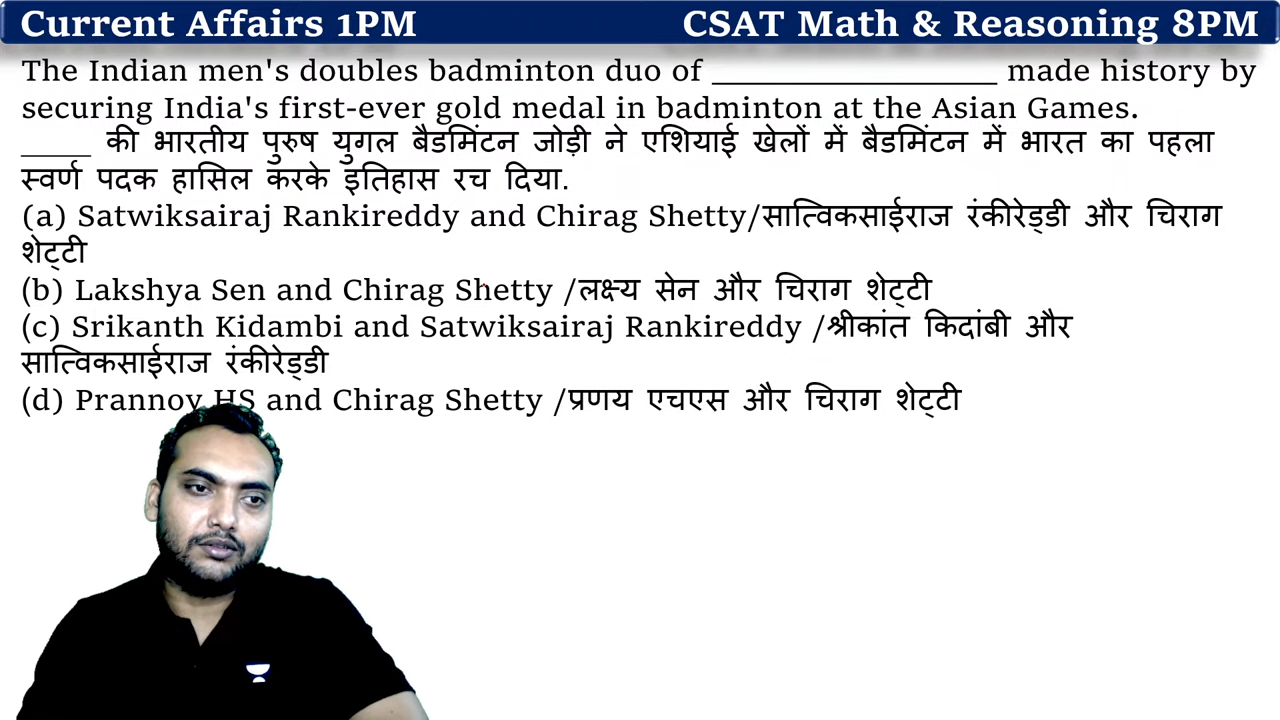 Current Affairs 1PM CSAT Math & Reasoning 8PM
The Indian men's doubles badminton duo of _________________ made history by
securing India's first-ever gold medal in badminton at the Asian Games.
____ की भारतीय पुरुष युगल बैडमिंटन जोड़ी ने एशियाई खेलों में बैडमिंटन में भारत का पहला
स्वर्ण पदक हासिल करके इतिहास रच दिया.
(a) Satwiksairaj Rankireddy and Chirag Shetty/सात्विकसाईराज रंकीरेड्डी और चिराग
शेट्टी
(b) Lakshya Sen and Chirag Shetty /लक्ष्य सेन और चिराग शेट्टी
(c) Srikanth Kidambi and Satwiksairaj Rankireddy /श्रीकांत किदांबी और
सात्विकसाईराज रंकीरेड्डी
(d) Prannoy HS and Chirag Shetty /प्रणय एचएस और चिराग शेट्टी